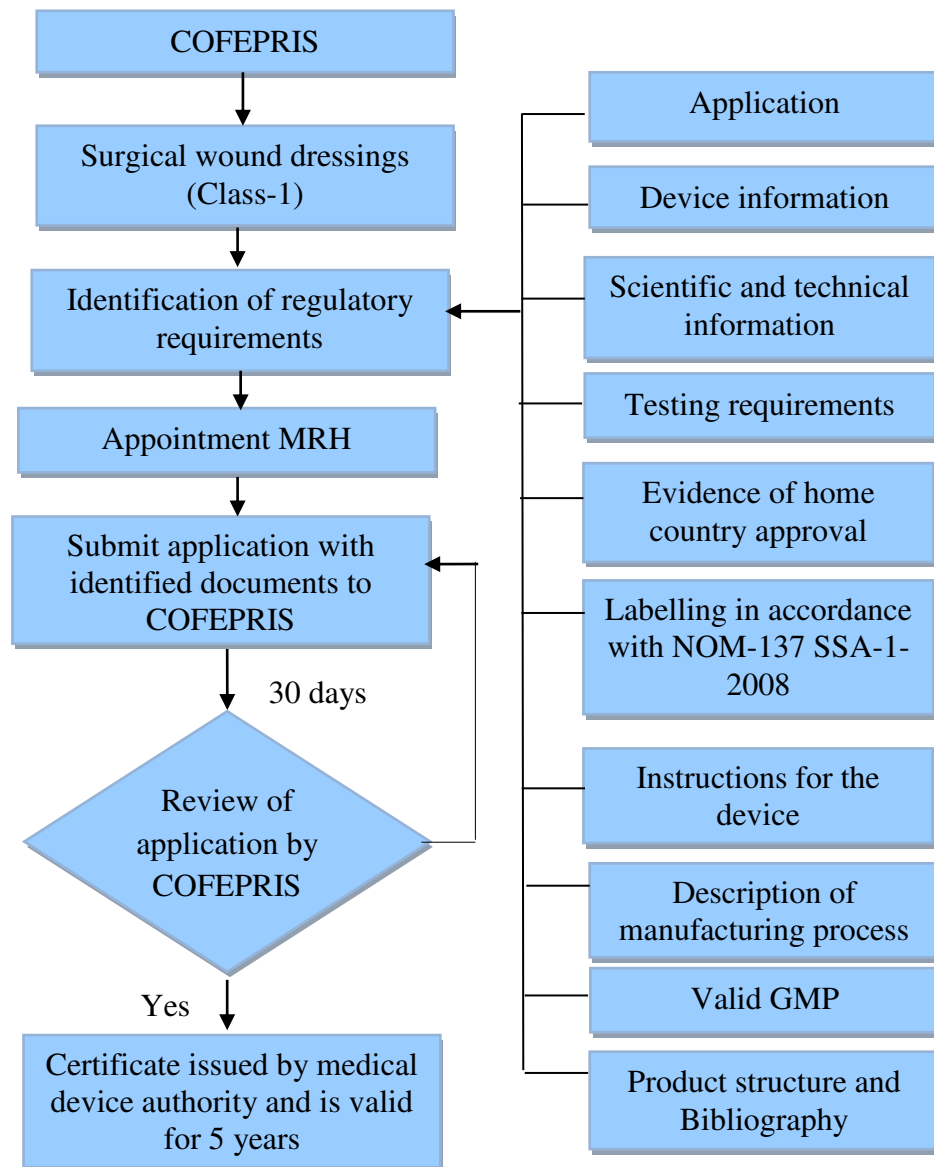 COFEPRIS
Surgical wound dressings
(Class-1)
Identification of regulatory
requirements
Appointment MRH
Submit application with
identified documents to
COFEPRIS
30 days
Review of
application by
COFEPRIS
Yes
Certificate issued by medical
device authority and is valid
for 5 years
Application
Device information
Scientific and technical
information
Testing requirements
Evidence of home
country approval
Labelling in accordance
with NOM-137 SSA-1-
2008
Instructions for the
device
Description of
manufacturing process
Valid GMP
Product structure and
Bibliography